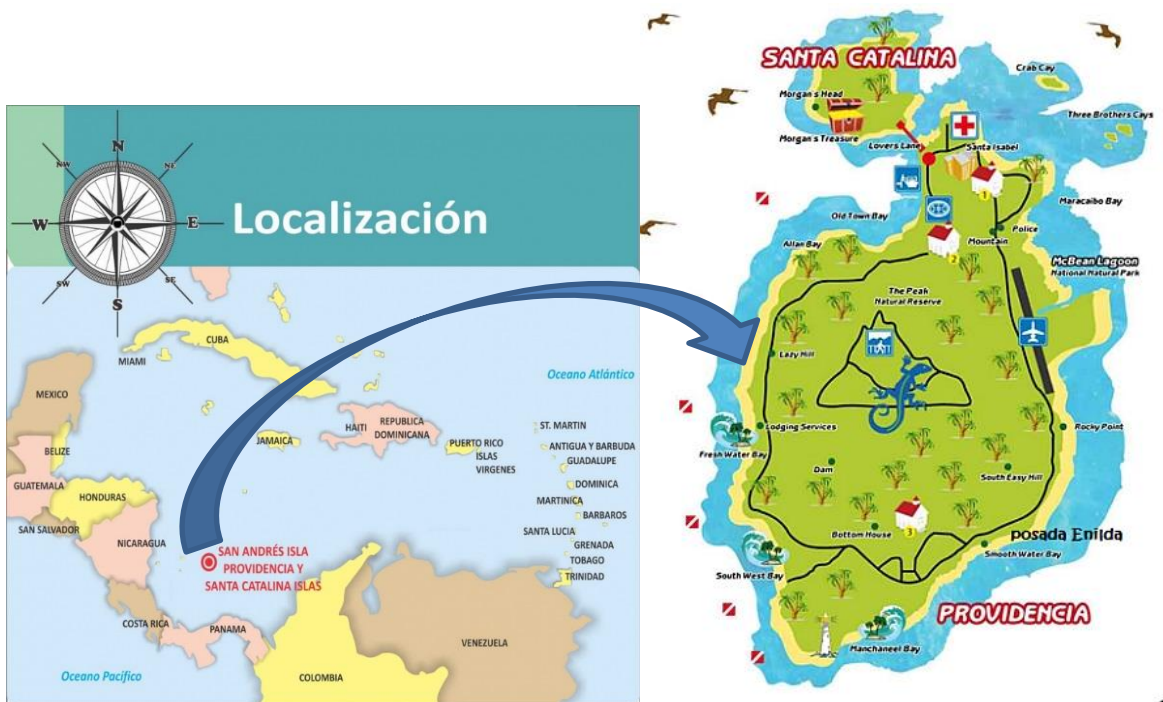 Localización
N
NW
NE
W
E
SW
SE
S
MIAMI
CUBA
Oceano Atlántico
MEXICO
HAITI
REPUBLICA
DOMINICANA
JAMAICA
PUERTO RICO
ISLAS
VIRGENES
ST. MARTIN
ANTIGUA Y BARBUDA
GUADALUPE
DOMINICA
MARTINICA
BARBAROS
SANTA LUCIA
GRENADA
TOBAGO
TRINIDAD
BELIZE
GUATEMALA
HONDURAS
SAN SALVADOR
NICARAGUA
SAN ANDRÉS ISLA
PROVIDENCIA Y
SANTA CATALINA ISLAS
COSTA RICA
PANAMA
VENEZUELA
COLOMBIA
Oceano Pacífico
SANTA CATALINA
Crab Cay
Morgan's Head
Three Brothers Cays
Morgan's Treasure
Lovers Lane
Santa Isabel
1
Maracaibo Bay
Old Town Bay
Police
Mountain
Allan Bay
2
McBean Lagoon
National Natural Park
The Peak
Natural Reserve
Lazy Hill
Lodging Services
Rocky Point
Fresh Water Bay
Dam
South Easy Hill
Bottom House
3
posada Enilda
Smooth Water Bay
South West Bay
PROVIDENCIA
Manchaneel Bay